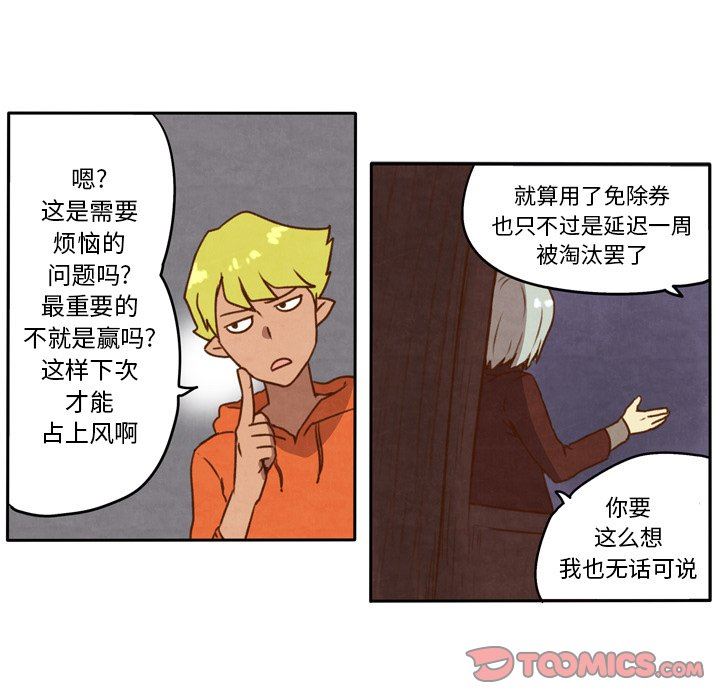 嗯?
这是需要
烦恼的
问题吗?
最重要的
不就是赢吗?
这样下次
才能
占上风啊
就算用了免除券
也只不过是延迟一周
被淘汰罢了
你要
这么想
我也无话可说
TOOMICS.COM